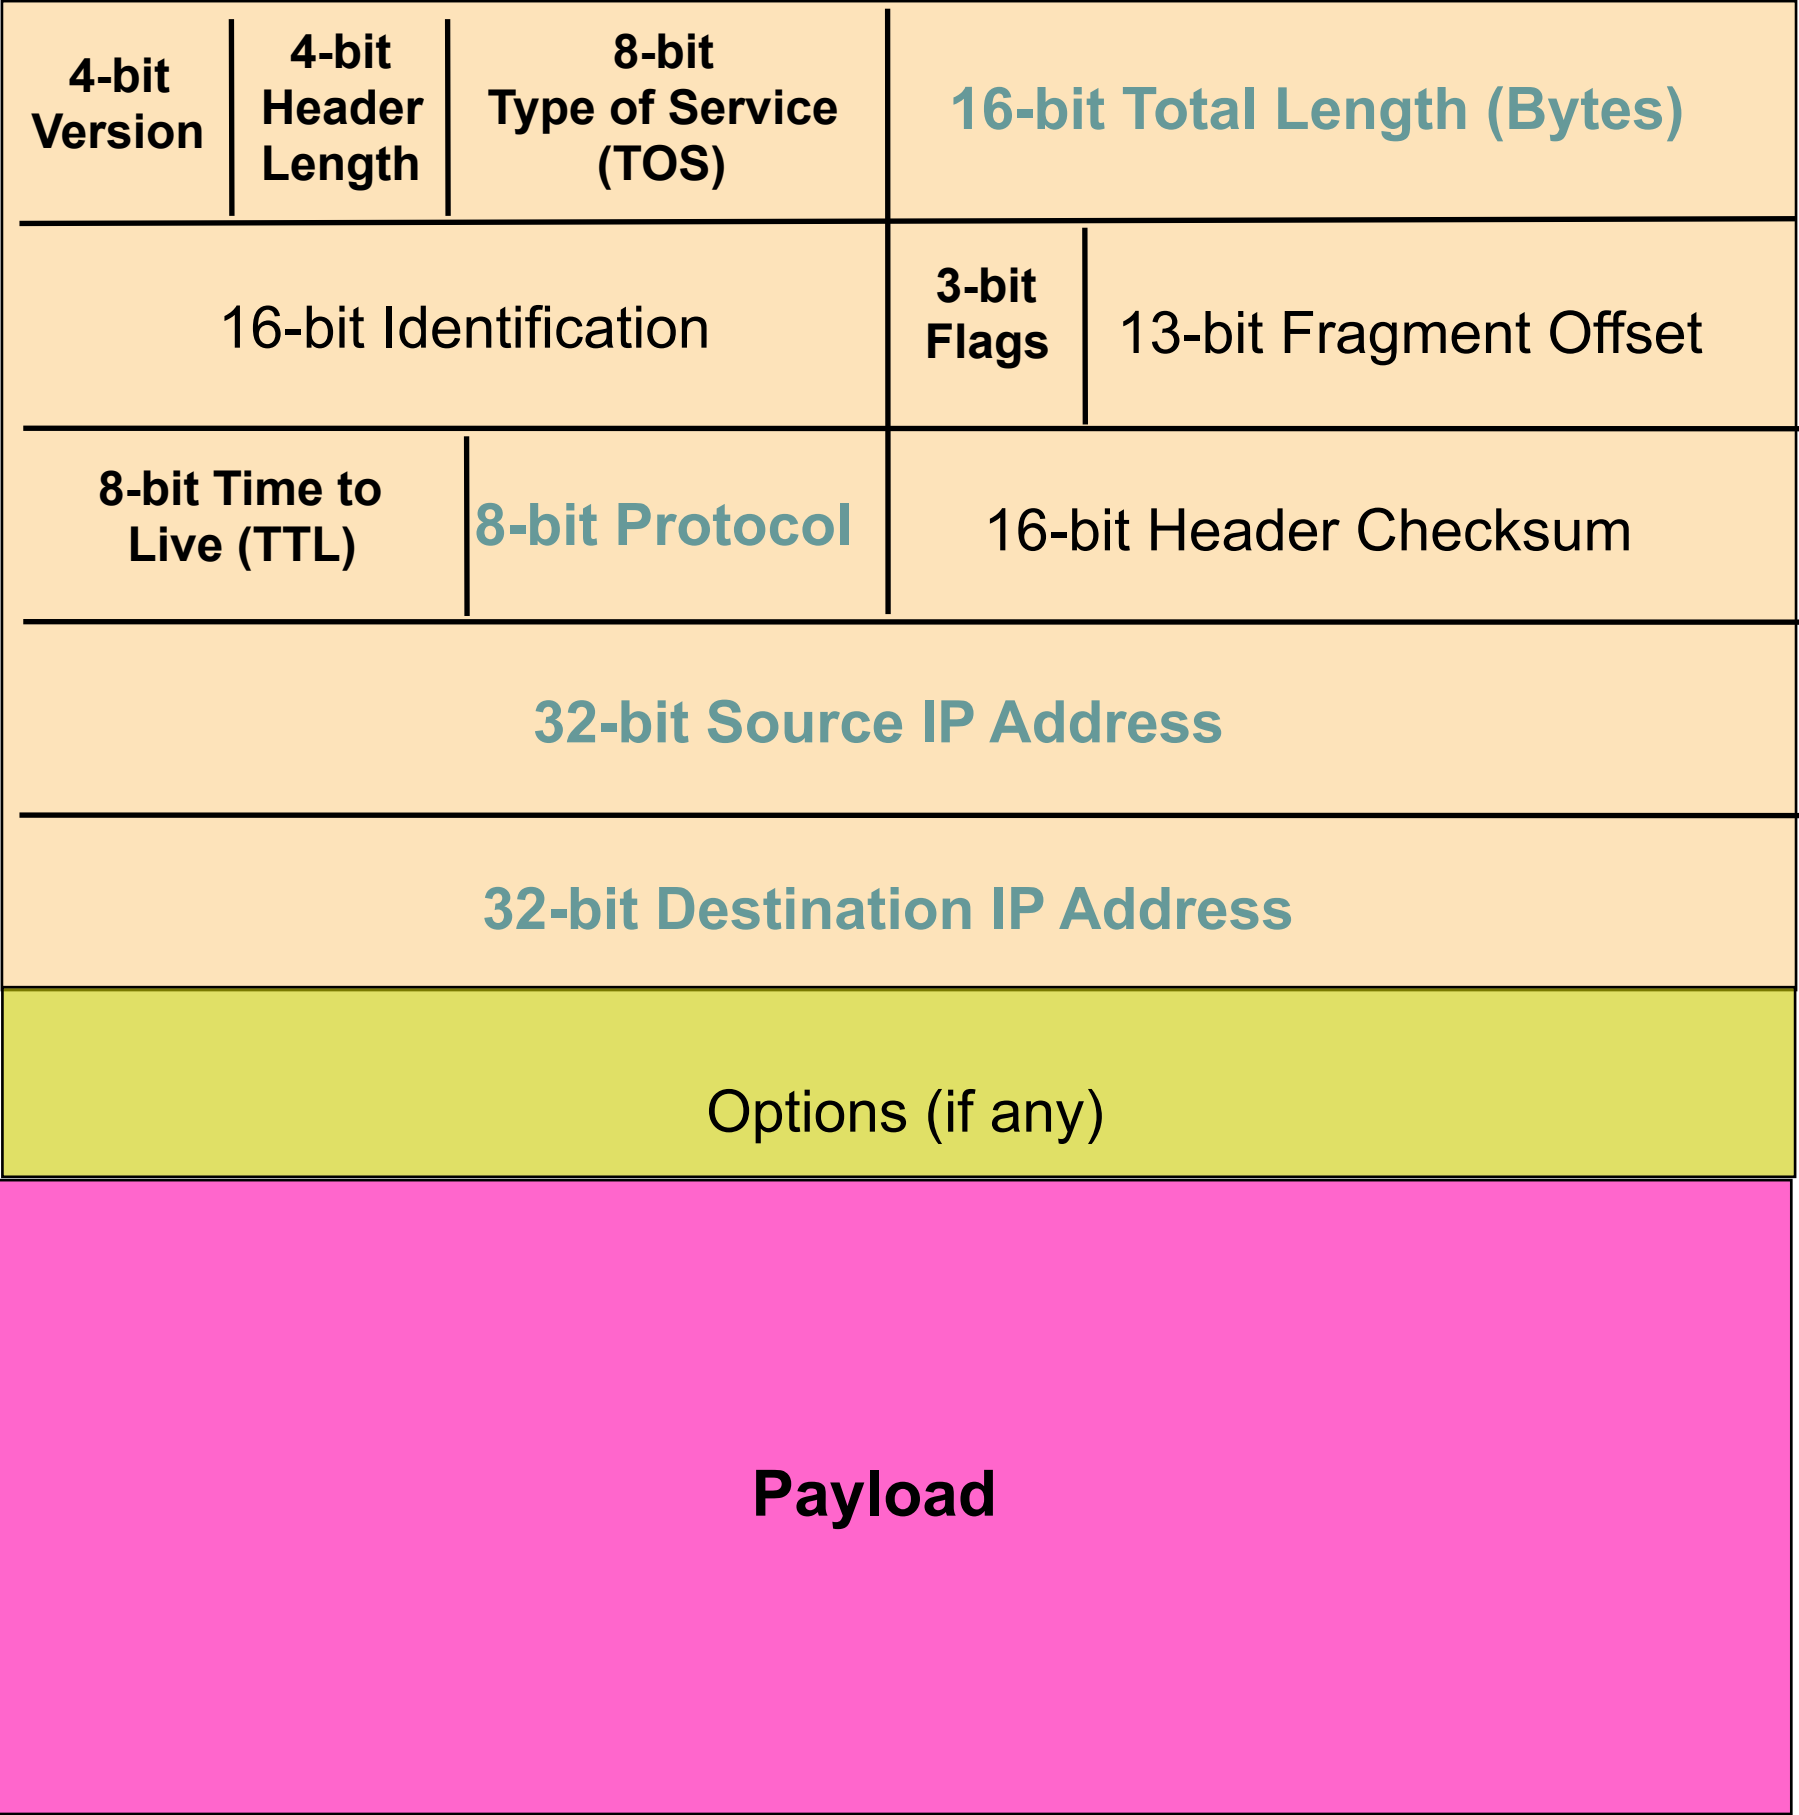 4-bit
Version
4-bit
Header
Length
8-bit
Type of Service
(TOS)
16-bit Total Length (Bytes)
16-bit Identification
3-bit
Flags
13-bit Fragment Offset
8-bit Time to
Live (TTL)
8-bit Protocol
16-bit Header Checksum
32-bit Source IP Address
32-bit Destination IP Address
Options (if any)
Payload